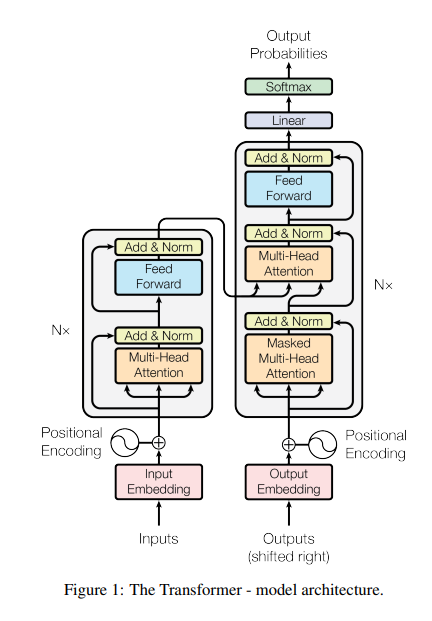 Output
Probabilities
Softmax
Linear
Add & Norm
Feed
Forward
Add & Norm
Multi-Head
Attention
Add & Norm
Masked
Multi-Head
Attention
Nx
Add & Norm
Feed
Forward
Nx
Add & Norm
Multi-Head
Attention
Positional
Encoding
Positional
Encoding
Input
Embedding
Output
Embedding
Inputs
Outputs
(shifted right)
Figure 1: The Transformer - model architecture.